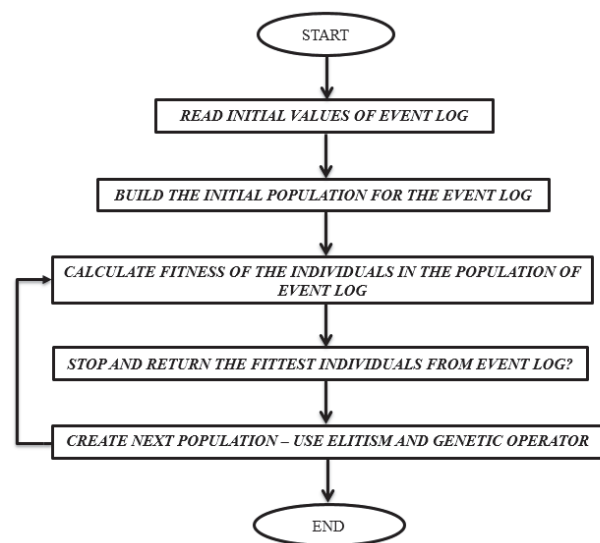 START
READ INITIAL VALUES OF EVENT LOG
BUILD THE INITIAL POPULATION FOR THE EVENT LOG
CALCULATE FITNESS OF THE INDIVIDUALS IN THE POPULATION OF
EVENT LOG
STOP AND RETURN THE FITTEST INDIVIDUALS FROM EVENT LOG?
CREATE NEXT POPULATION – USE ELITISM AND GENETIC OPERATOR
END